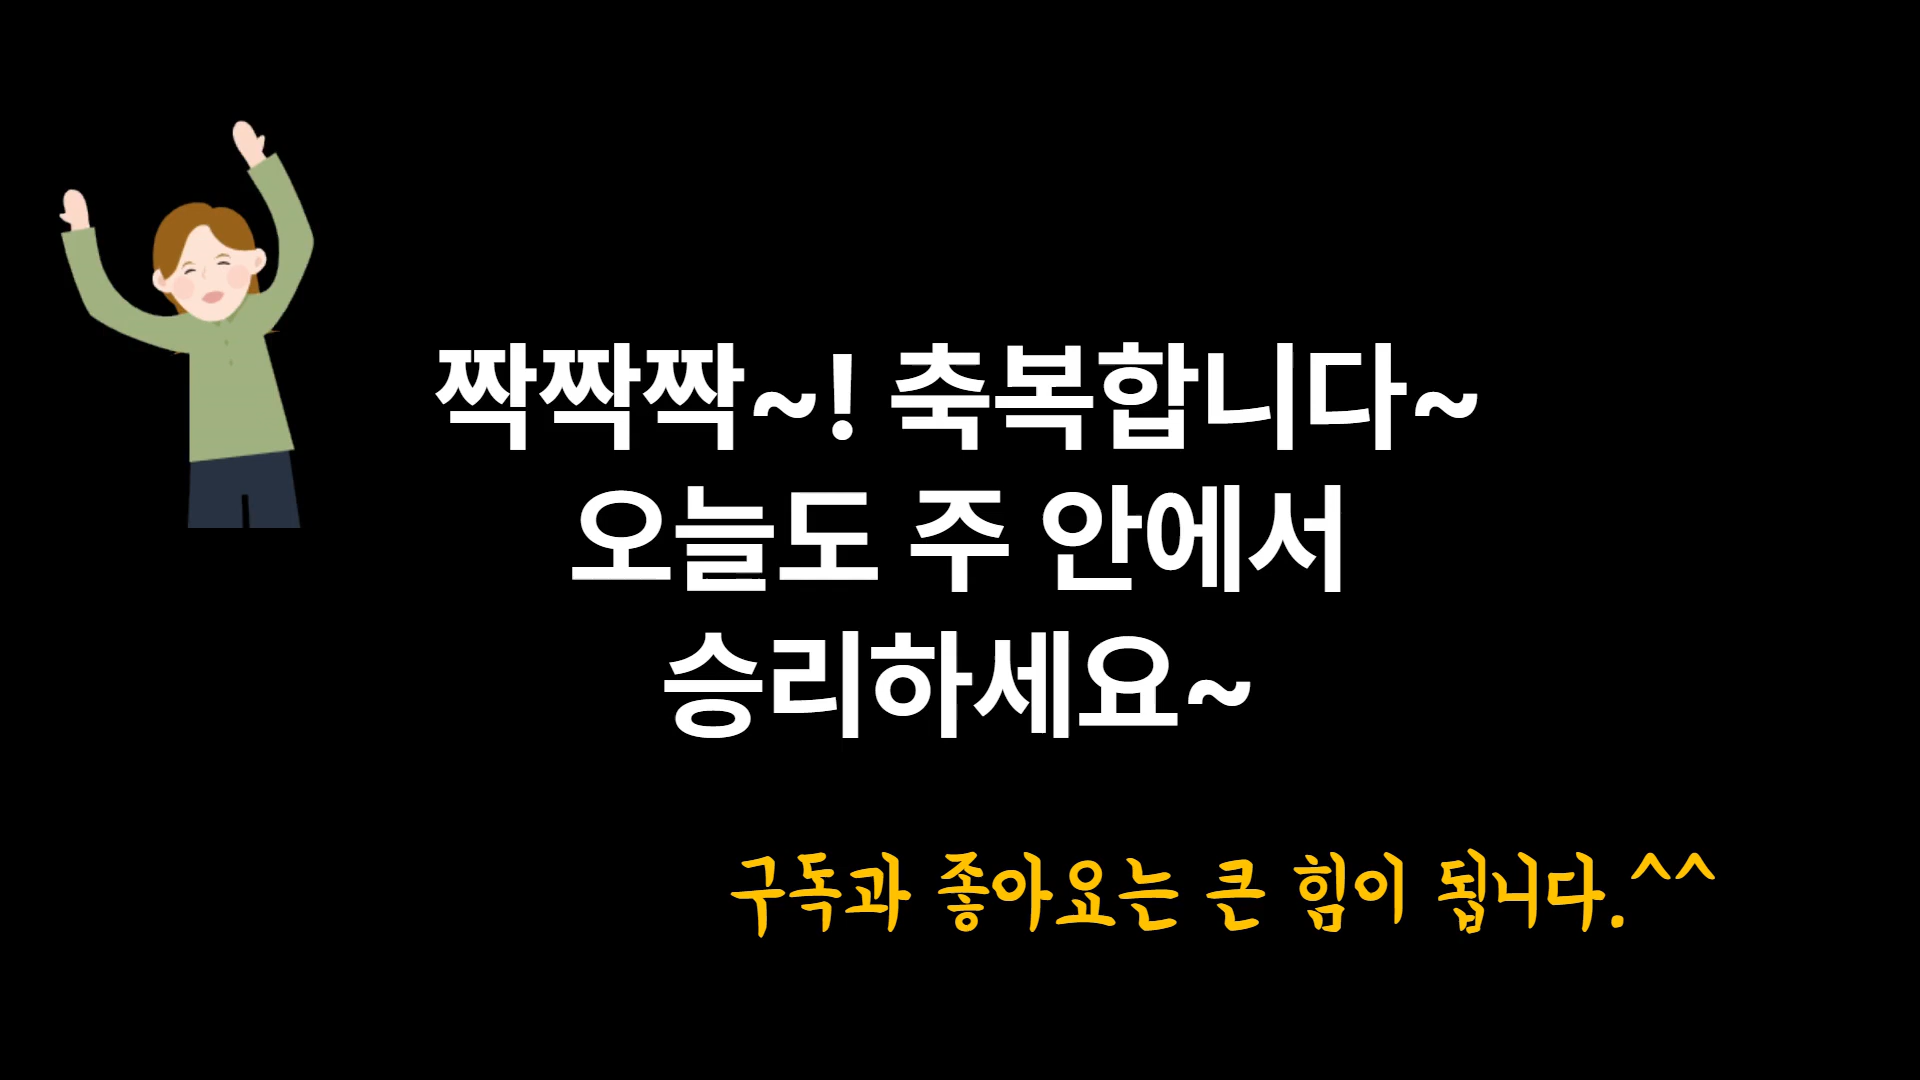 짝짝짝~! 축복합니다~
오늘도 주 안에서
승리하세요~
구독과 좋아요는 큰 힘이 됩니다.^^